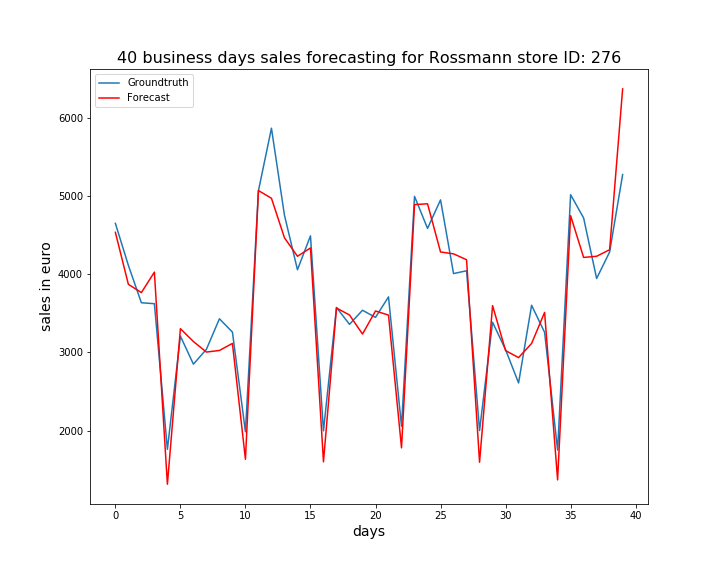 40 business days sales forecasting for Rossmann store ID: 276
Groundtruth
Forecast
6000
5000
4000
3000
2000
sales in euro
0 5 10 15 20 25 30 35 40
days